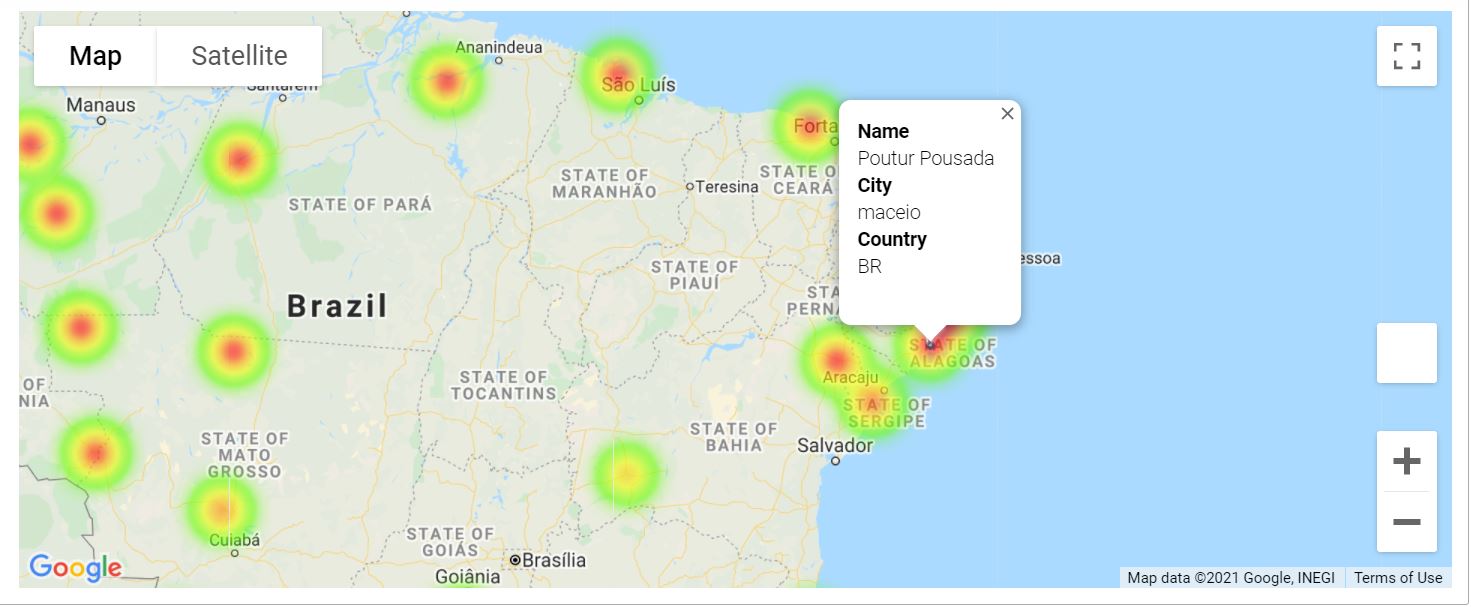 Map
Satellite
Ananindeua
São Luís
Santarém
Manaus
Forta
Name
Poutur Pousada
City
maceio
Country
BR
STATE OF
MARANHÃO
Teresina
STATE O
CEARÁ
STATE OF PARÁ
essoa
STATE OF
PIAUÍ
STA
PERN
Brazil
STATE OF
ALAGOAS
OF
NIA
STATE OF
TOCANTINS
Aracaju
STATE OF
SERGIPE
STATE OF
BAHIA
Salvador
STATE OF
MATO
GROSSO
Cuiabá
STATE OF
GOIÁS
Brasília
Goiânia
Google
Map data ©2021 Google, INEGI
Terms of Use